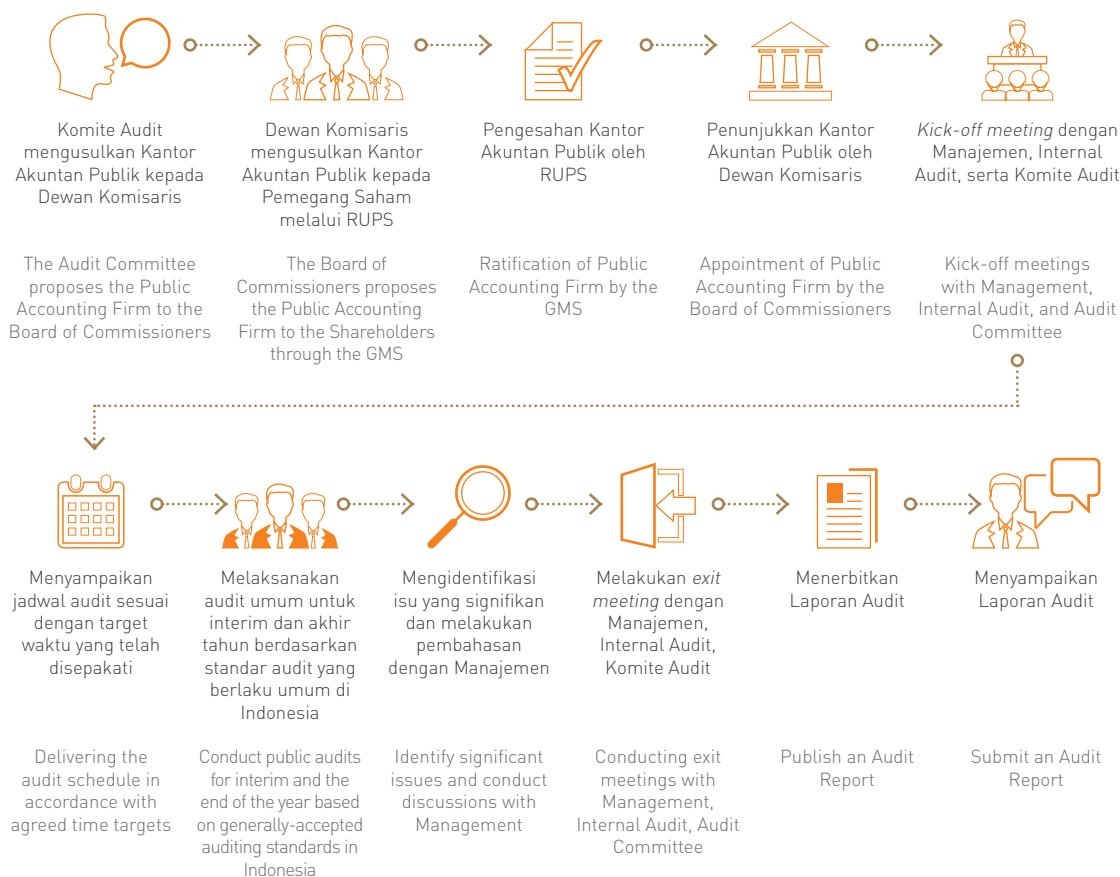 Komite Audit
mengusulkan Kantor
Akuntan Publik kepada
Dewan Komisaris
Dewan Komisaris
mengusulkan Kantor
Akuntan Publik kepada
Pemegang Saham
melalui RUPS
Pengesahan Kantor
Akuntan Publik oleh
RUPS
Penunjukkan Kantor
Akuntan Publik oleh
Dewan Komisaris
Kick-off meeting dengan
Manajemen, Internal
Audit, serta Komite Audit
The Audit Committee
proposes the Public
Accounting Firm to the
Board of Commissioners
The Board of
Commissioners proposes
the Public Accounting
Firm to the Shareholders
through the GMS
Ratification of Public
Accounting Firm by the
GMS
Appointment of Public
Accounting Firm by the
Board of Commissioners
Kick-off meetings
with Management,
Internal Audit, and Audit
Committee
Menyampaikan
jadwal audit sesuai
dengan target
waktu yang telah
disepakati
Melaksanakan
audit umum untuk
interim dan akhir
tahun berdasarkan
standar audit yang
berlaku umum di
Indonesia
Mengidentifikasi
isu yang signifikan
dan melakukan
pembahasan
dengan Manajemen
Melakukan exit
meeting dengan
Manajemen,
Internal Audit,
Komite Audit
Menerbitkan
Laporan Audit
Menyampaikan
Laporan Audit
Delivering the
audit schedule in
accordance with
agreed time targets
Conduct public audits
for interim and the
end of the year based
on generally-accepted
auditing standards in
Indonesia
Identify significant
issues and conduct
discussions with
Management
Conducting exit
meetings with
Management,
Internal Audit, Audit
Committee
Publish an Audit
Report
Submit an Audit
Report